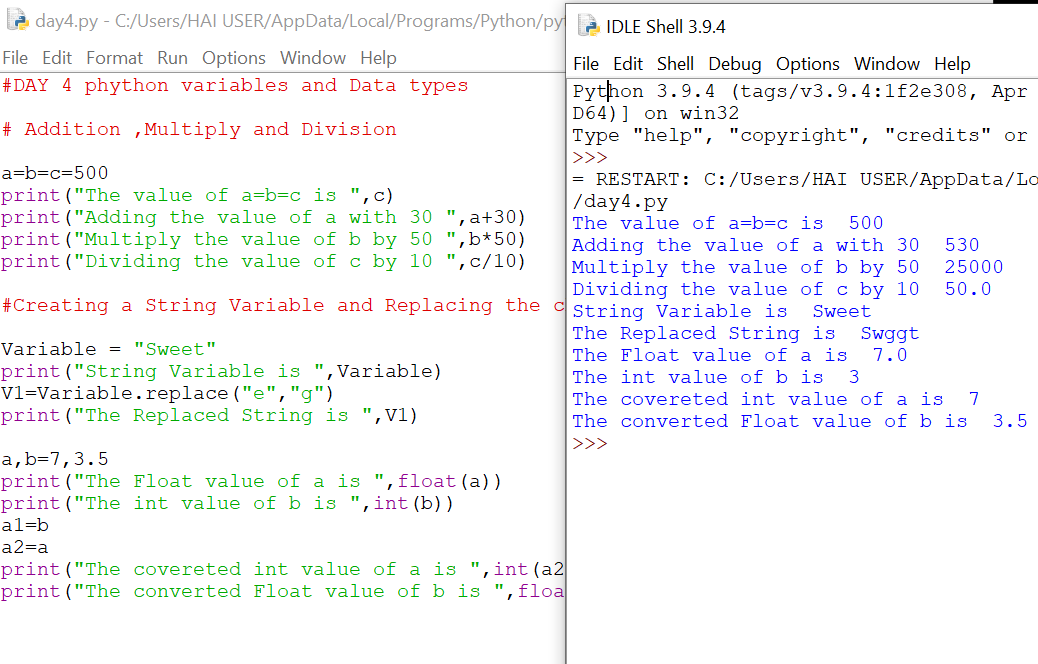 day4.py - C:/Users/HAI USER/AppData/Local/Programs/Python/pyt
File Edit Format Run Options Window Help
#DAY 4 phython variables and Data types
# Addition ,Multiply and Division
a=b=c=500
print("The value of a=b=c is ",c)
print("Adding the value of a with 30 ",a+30)
print("Multiply the value of b by 50 ",b*50)
print("Dividing the value of c by 10 ",c/10)
#Creating a String Variable and Replacing the c
Variable = "Sweet"
print("String Variable is ",Variable)
V1=Variable.replace("e","g")
print("The Replaced String is ",V1)
a,b=7,3.5
print("The Float value of a is ",float(a))
print("The int value of b is ",int(b))
a1=b
a2=a
print("The covereted int value of a is ",int(a2
print("The converted Float value of b is ",floa
IDLE Shell 3.9.4
File Edit Shell Debug Options Window Help
Python 3.9.4 (tags/v3.9.4:1f2e308, Apr
D64)] on win32
Type "help", "copyright", "credits" or
>>>
= RESTART: C:/Users/HAI USER/AppData/Lo
/day4.py
The value of a=b=c is  500
Adding the value of a with 30  530
Multiply the value of b by 50  25000
Dividing the value of c by 10  50.0
String Variable is  Sweet
The Replaced String is  Swggt
The Float value of a is  7.0
The int value of b is  3
The covereted int value of a is  7
The converted Float value of b is  3.5
>>>